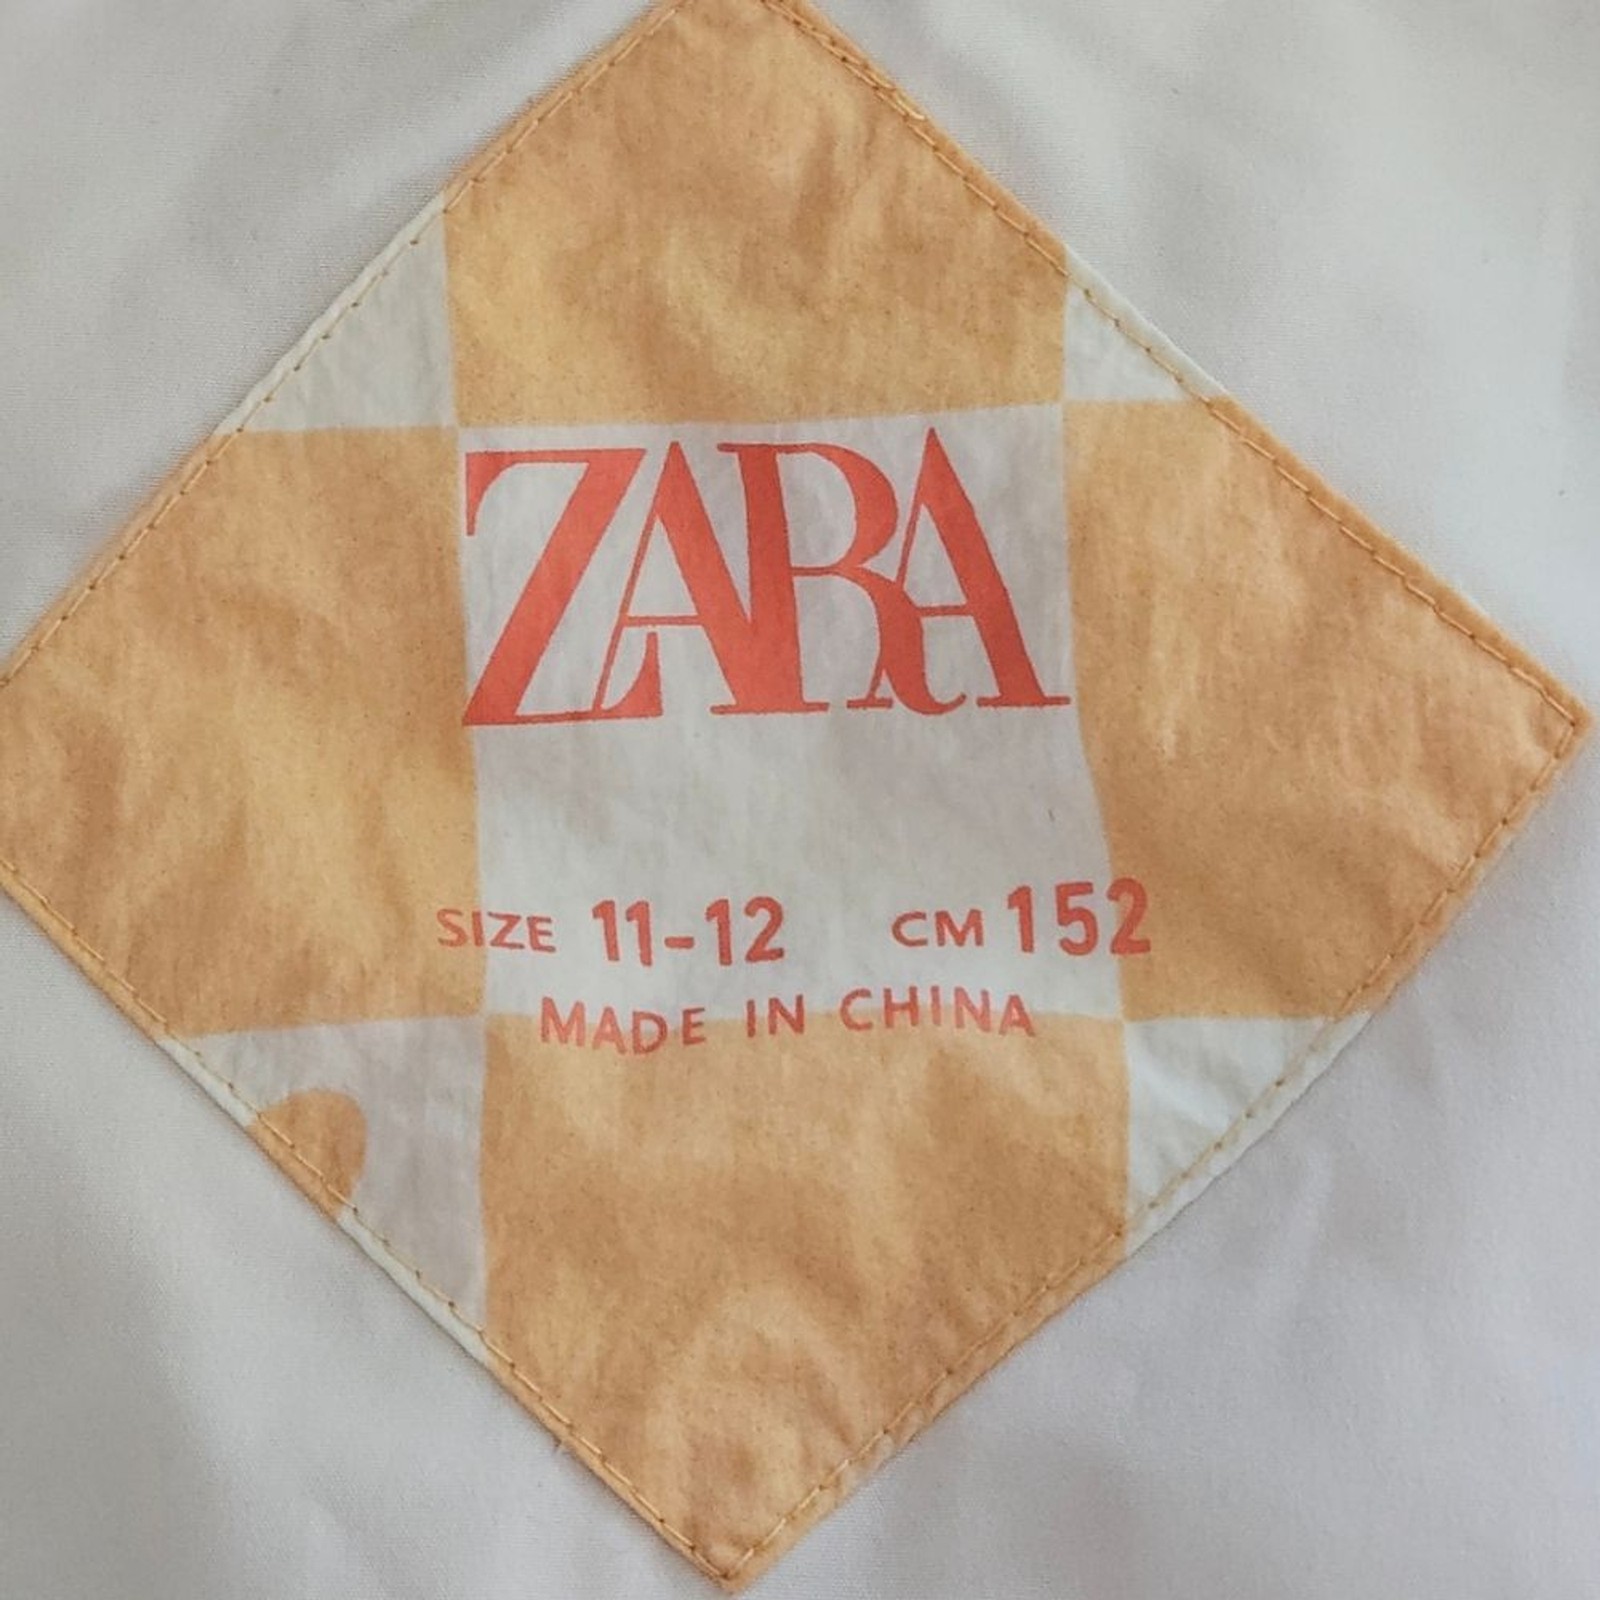 ZARA
SIZE 11-12 CM 152
MADE IN CHINA